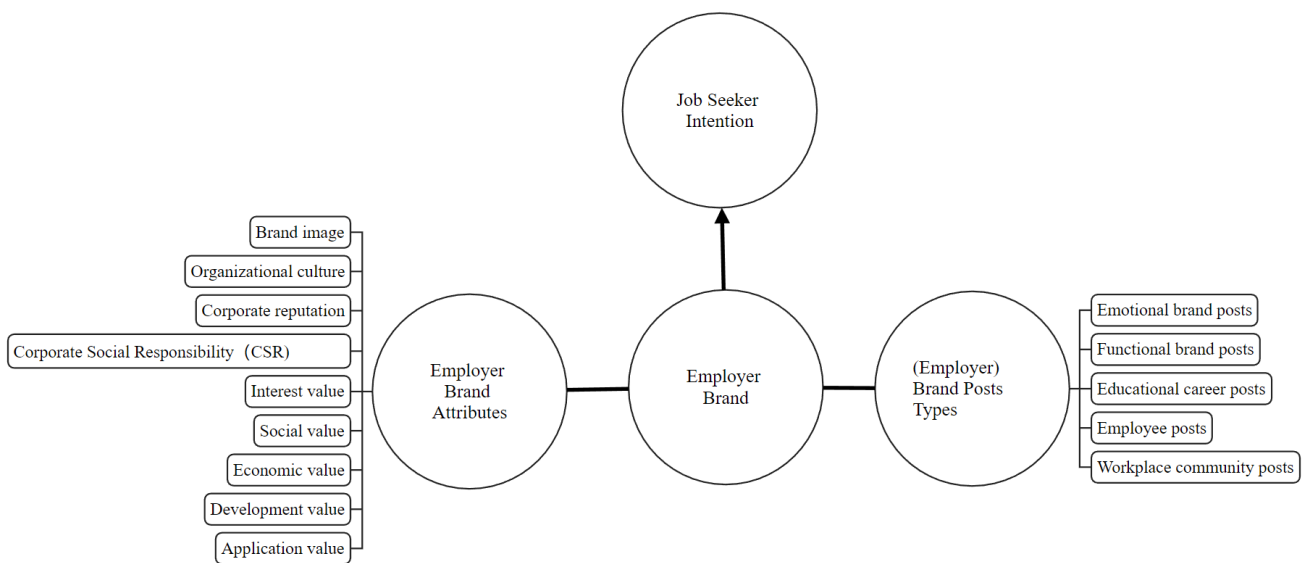 Job Seeker
Intention
Brand image
Organizational culture
Corporate reputation
Corporate Social Responsibility（CSR）
Interest value
Social value
Economic value
Development value
Application value
Employer
Brand
Attributes
Employer
Brand
(Employer)
Brand Posts
Types
Emotional brand posts
Functional brand posts
Educational career posts
Employee posts
Workplace community posts